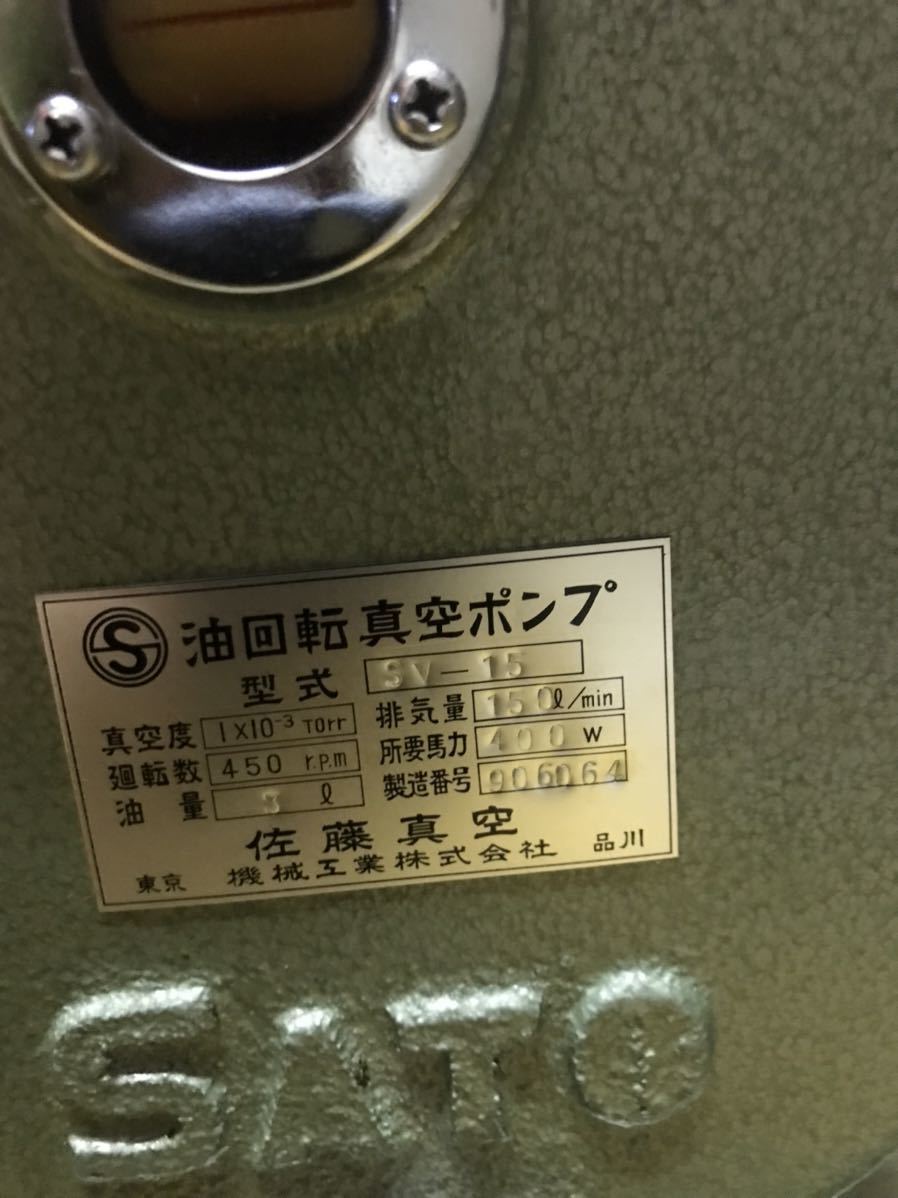 S 油回転真空ポンプ
型式 SV-15
真空度 1×10⁻³ Torr 排気量 150ℓ/min
廻転数 450 r.p.m 所要馬力 400 W
油量 3 ℓ 製造番号 906064
佐藤真空
東京 機械工業株式会社 品川
SATO